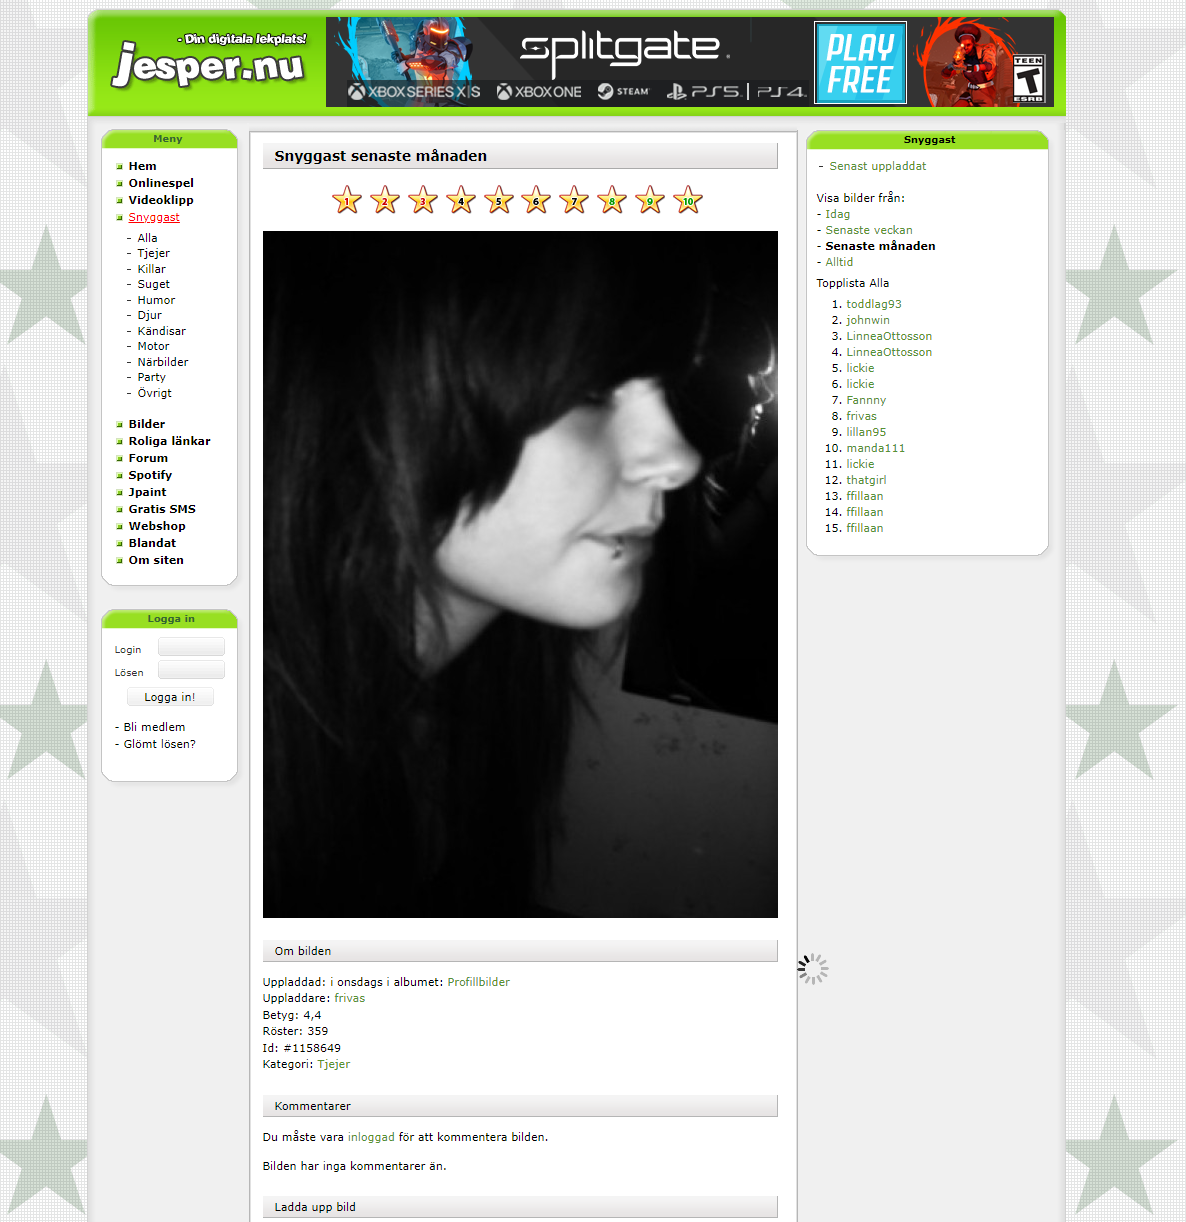 - Din digitala lekplats!
jesper.nu
SPLITGATE
XBOX SERIES X|S XBOX ONE STEAM PS5 | PS4
PLAY FREE
TEEN
T
ESRB
Meny
Hem
Onlinespel
Videoklipp
Snyggast
- Alla
- Tjejer
- Killar
- Suget
- Humor
- Djur
- Kändisar
- Motor
- Närbilder
- Party
- Övrigt
Bilder
Roliga länkar
Forum
Spotify
Jpaint
Gratis SMS
Webshop
Blandat
Om siten
Logga in
Login
Lösen
Logga in!
- Bli medlem
- Glömt lösen?
Snyggast senaste månaden
1 2 3 4 5 6 7 8 9 10
Om bilden
Uppladdad: i onsdags i albumet: Profillbilder
Uppladdare: frivas
Betyg: 4,4
Röster: 359
Id: #1158649
Kategori: Tjejer
Kommentarer
Du måste vara inloggad för att kommentera bilden.
Bilden har inga kommentarer än.
Ladda upp bild
Snyggast
- Senast uppladdat
Visa bilder från:
- Idag
- Senaste veckan
- Senaste månaden
- Alltid
Topplista Alla
1. toddlag93
2. johnwin
3. LinneaOttosson
4. LinneaOttosson
5. lickie
6. lickie
7. Fannny
8. frivas
9. lillan95
10. manda111
11. lickie
12. thatgirl
13. ffillaan
14. ffillaan
15. ffillaan